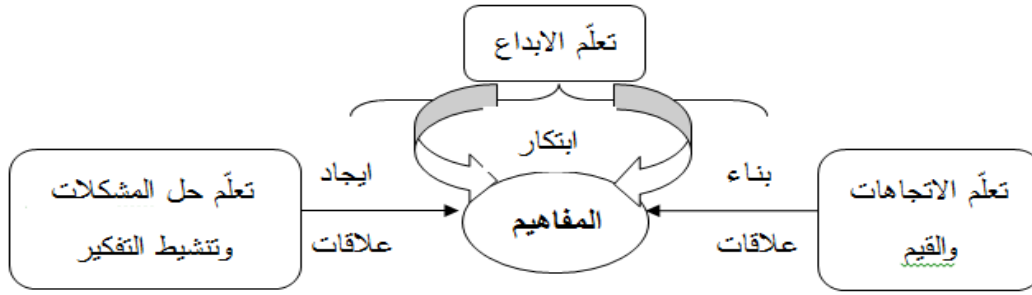 تعلّم الابداع
ابتكار
تعلّم الاتجاهات
والقيم
بناء
علاقات
المفاهيم
ايجاد
علاقات
تعلّم حل المشكلات
وتنشيط التفكير